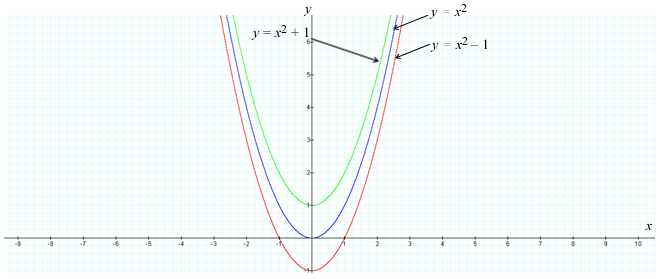 y
y = x² + 1
y = x²
y = x² – 1
6
5
4
3
2
1
-1
x
-9 -8 -7 -6 -5 -4 -3 -2 -1 1 2 3 4 5 6 7 8 9 10